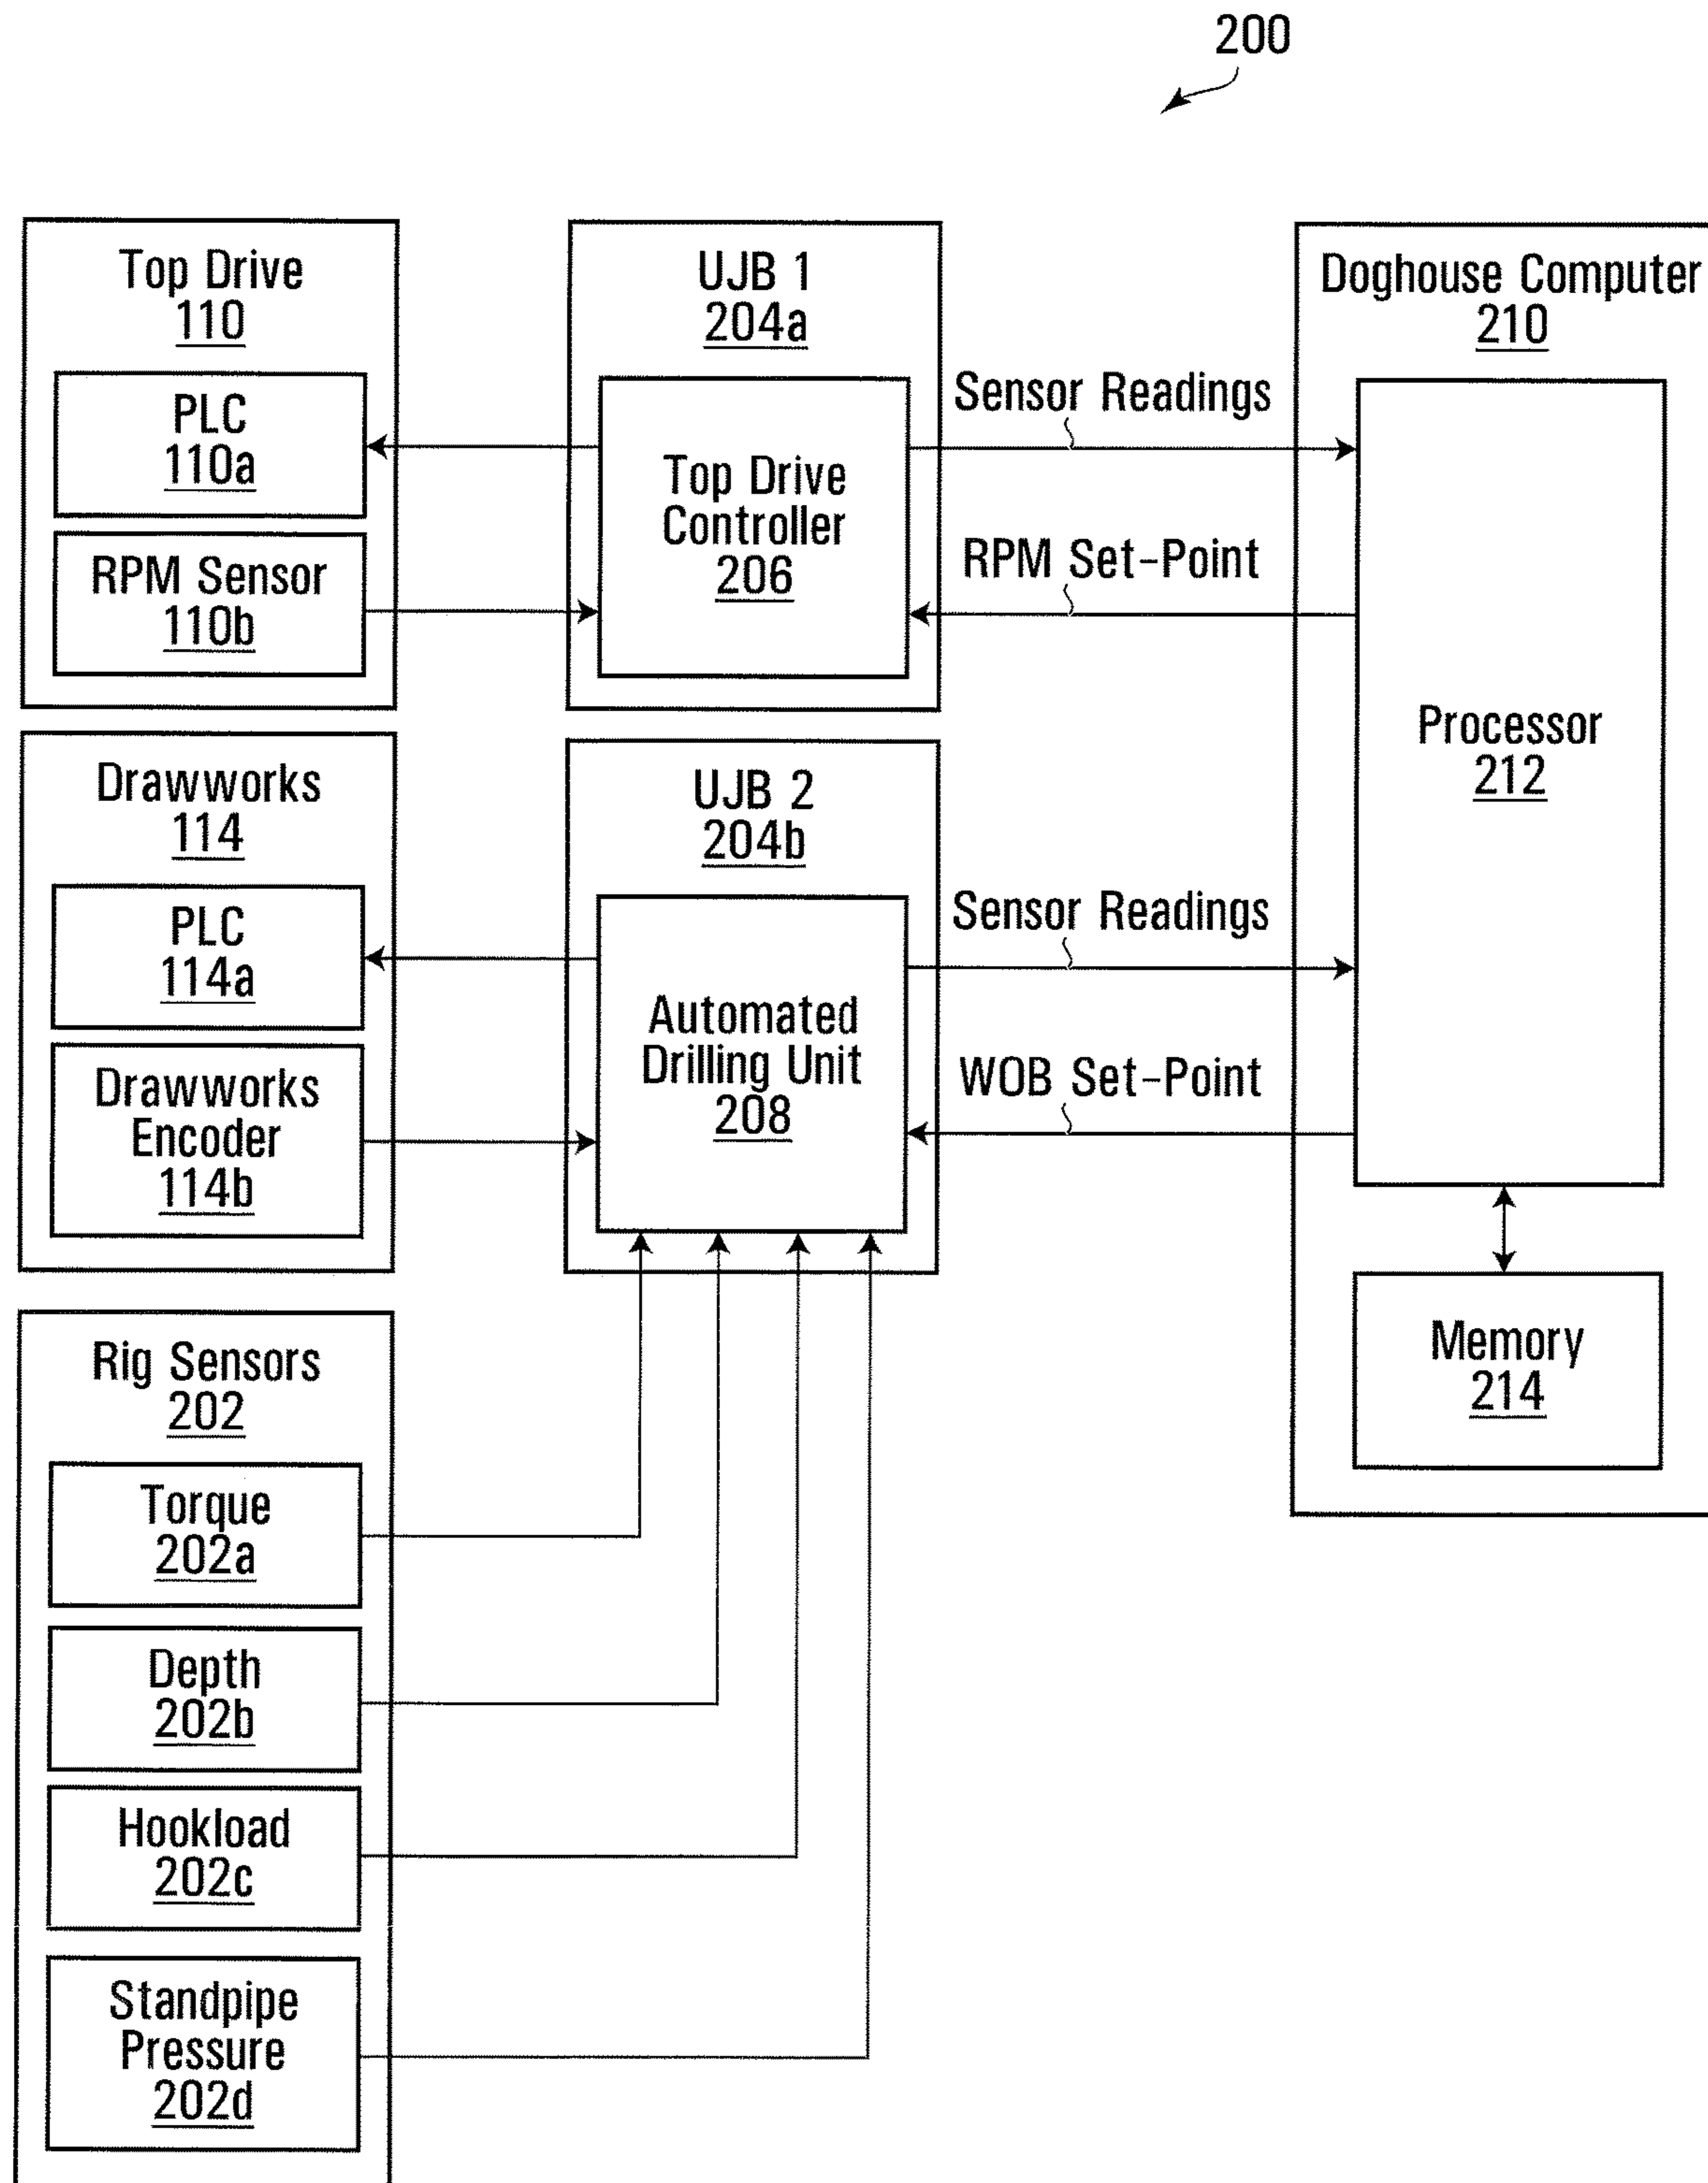 200
Top Drive
110
PLC
110a
RPM Sensor
110b
UJB 1
204a
Top Drive
Controller
206
Sensor Readings
RPM Set-Point
Doghouse Computer
210
Processor
212
Memory
214
Drawworks
114
PLC
114a
Drawworks
Encoder
114b
UJB 2
204b
Automated
Drilling Unit
208
Sensor Readings
WOB Set-Point
Rig Sensors
202
Torque
202a
Depth
202b
Hookload
202c
Standpipe
Pressure
202d